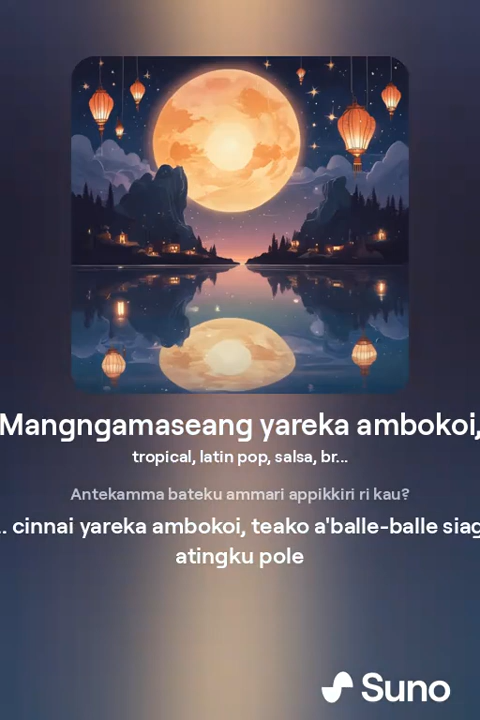 Mangngamaseang yareka ambokoi,
tropical, latin pop, salsa, br...
Antekamma bateku ammari appikkiri ri kau?
.. cinnai yareka ambokoi, teako a'balle-balle siag
atingku pole
Suno